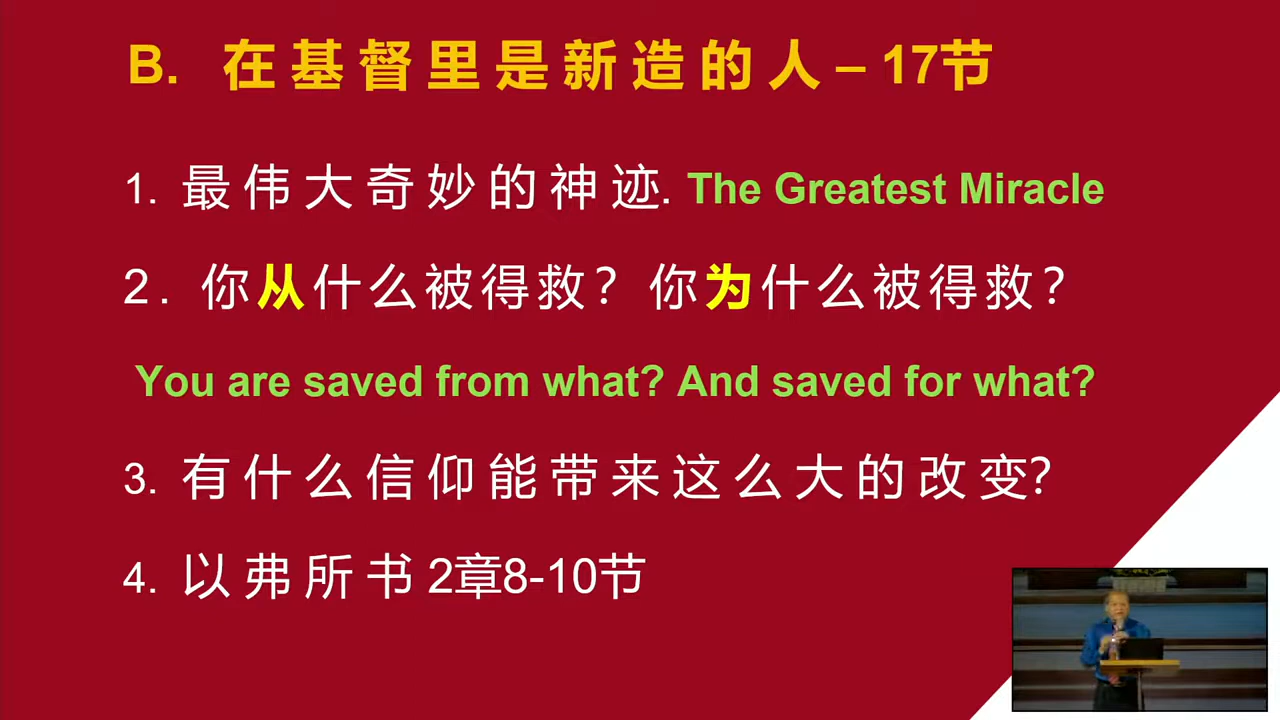 B. 在基督里是新造的人 – 17节
1. 最伟大奇妙的神迹. The Greatest Miracle
2. 你从什么被得救？你为什么被得救？
You are saved from what? And saved for what?
3. 有什么信仰能带来这么大的改变?
4. 以弗所书 2章8-10节